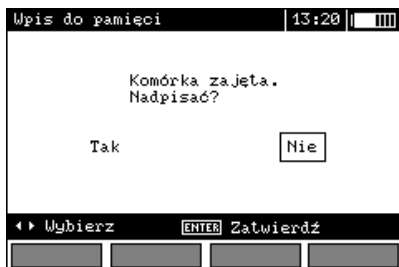 Wpis do pamięci 13:20
Komórka zajęta.
Nadpisać?
Tak Nie
Wybierz ENTER Zatwierdź